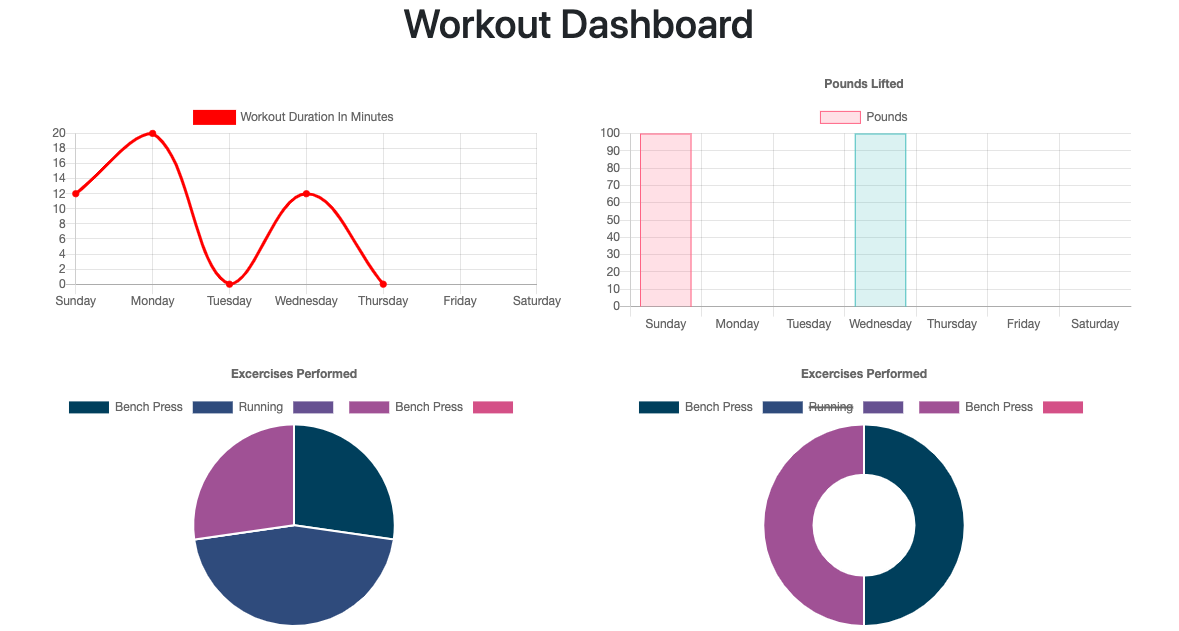 Workout Dashboard
Workout Duration In Minutes
20
18
16
14
12
10
8
6
4
2
0
Sunday Monday Tuesday Wednesday Thursday Friday Saturday
Pounds Lifted
Pounds
100
90
80
70
60
50
40
30
20
10
0
Sunday Monday Tuesday Wednesday Thursday Friday Saturday
Excercises Performed
Bench Press Running Bench Press
Excercises Performed
Bench Press Running Bench Press